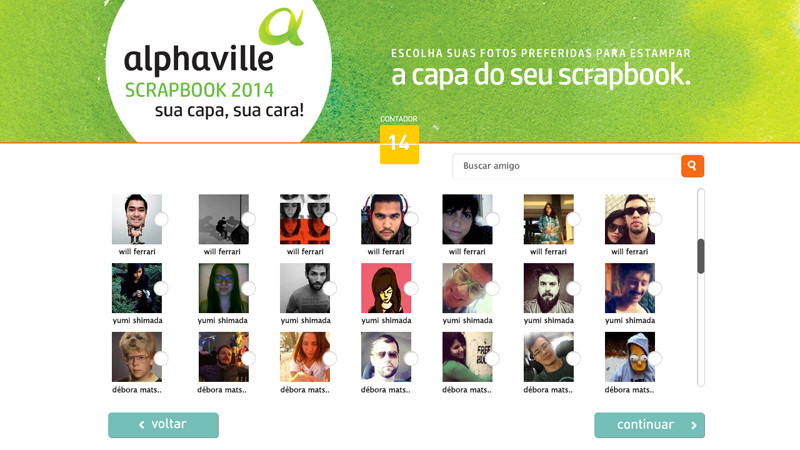 alphaville
SCRAPBOOK 2014
sua capa, sua cara!
ESCOLHA SUAS FOTOS PREFERIDAS PARA ESTAMPAR
a capa do seu scrapbook.
CONTADOR
14
Buscar amigo
will ferrari will ferrari will ferrari will ferrari will ferrari will ferrari will ferrari
yumi shimada yumi shimada yumi shimada yumi shimada yumi shimada yumi shimada yumi shimada
débora mats.. débora mats.. débora mats.. débora mats.. débora mats.. débora mats.. débora mats..
voltar
continuar